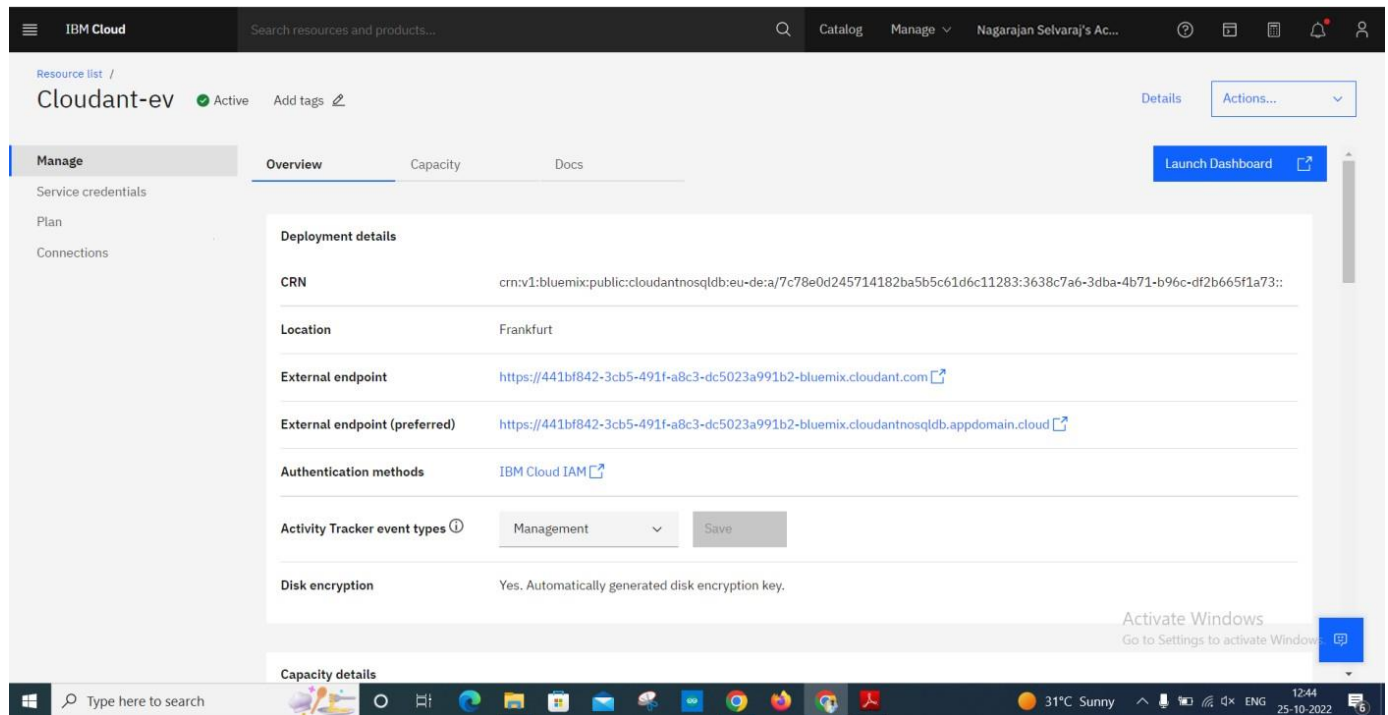 IBM Cloud
Search resources and products...
Catalog
Manage
Nagarajan Selvaraj's Ac...
Resource list /
Cloudant-ev
Active
Add tags
Details
Actions...
Manage
Service credentials
Plan
Connections
Overview
Capacity
Docs
Launch Dashboard
Deployment details
CRN crn:v1:bluemix:public:cloudantnosqldb:eu-de:a/7c78e0d245714182ba5b5c61d6c11283:3638c7a6-3dba-4b71-b96c-df2b665f1a73::
Location Frankfurt
External endpoint https://441bf842-3cb5-491f-a8c3-dc5023a991b2-bluemix.cloudant.com
External endpoint (preferred) https://441bf842-3cb5-491f-a8c3-dc5023a991b2-bluemix.cloudantnosqldb.appdomain.cloud
Authentication methods IBM Cloud IAM
Activity Tracker event types Management Save
Disk encryption Yes. Automatically generated disk encryption key.
Activate Windows
Go to Settings to activate Windows.
Capacity details
Type here to search
31°C Sunny
ENG
12:44
25-10-2022
6